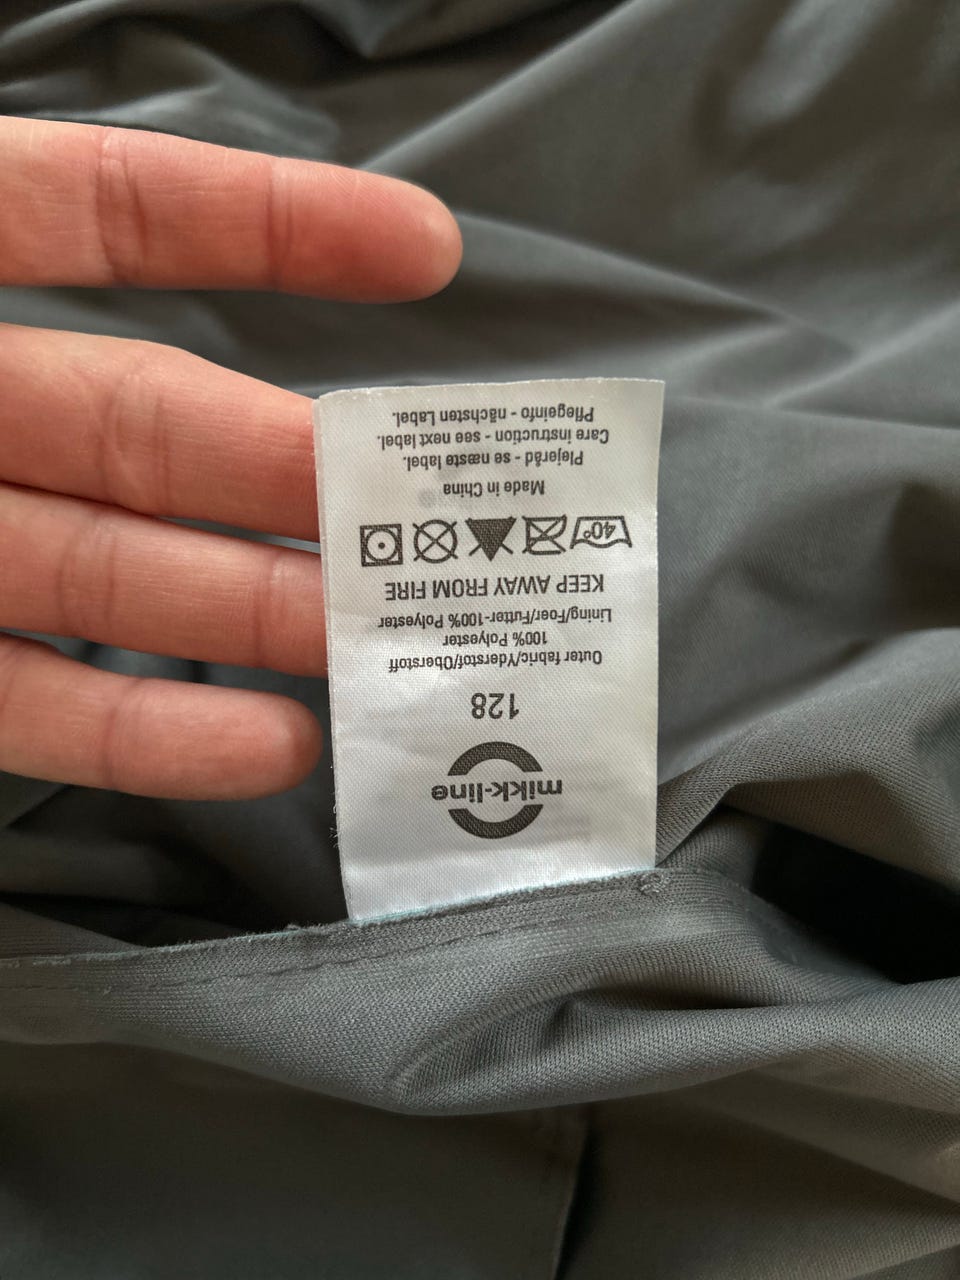 mikk-line
128
Outer fabric/Yderstof/Oberstoff
100% Polyester
Lining/Foer/Futter-100% Polyester
KEEP AWAY FROM FIRE
40°
Made in China
Plejeråd - se næste label.
Care instruction - see next label.
Pflegeinfo - nächsten Label.